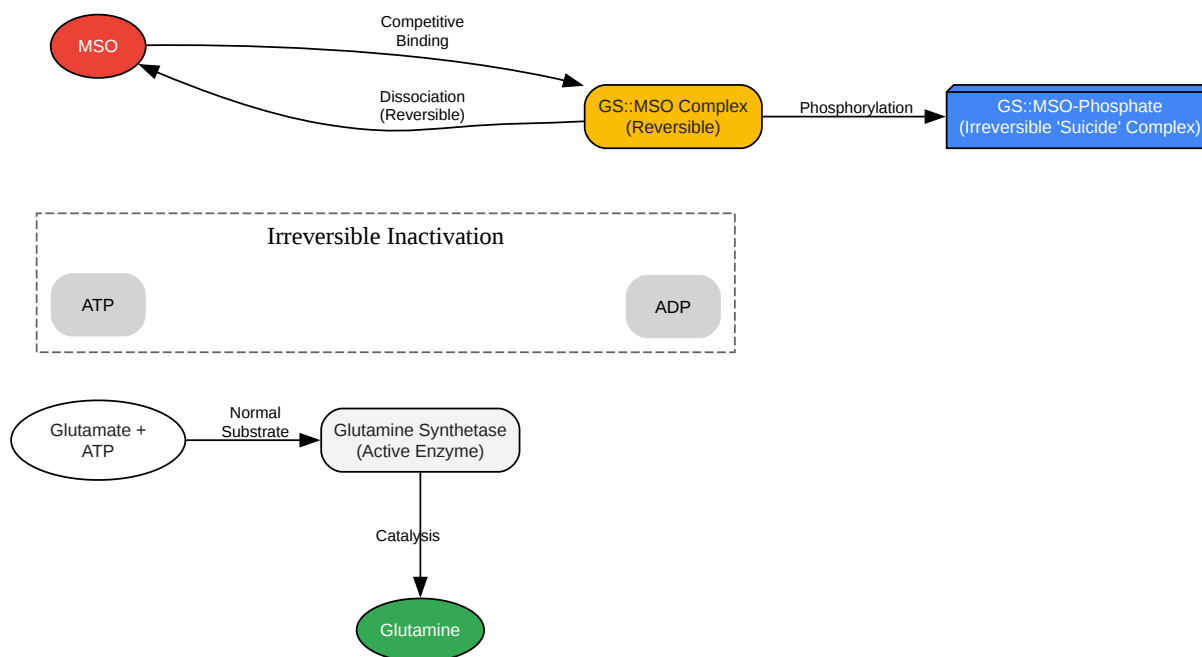 MSO
Competitive
Binding
Dissociation
(Reversible)
GS::MSO Complex
(Reversible)
Phosphorylation
GS::MSO-Phosphate
(Irreversible 'Suicide' Complex)
Irreversible Inactivation
ATP
ADP
Glutamate +
ATP
Normal
Substrate
Glutamine Synthetase
(Active Enzyme)
Catalysis
Glutamine